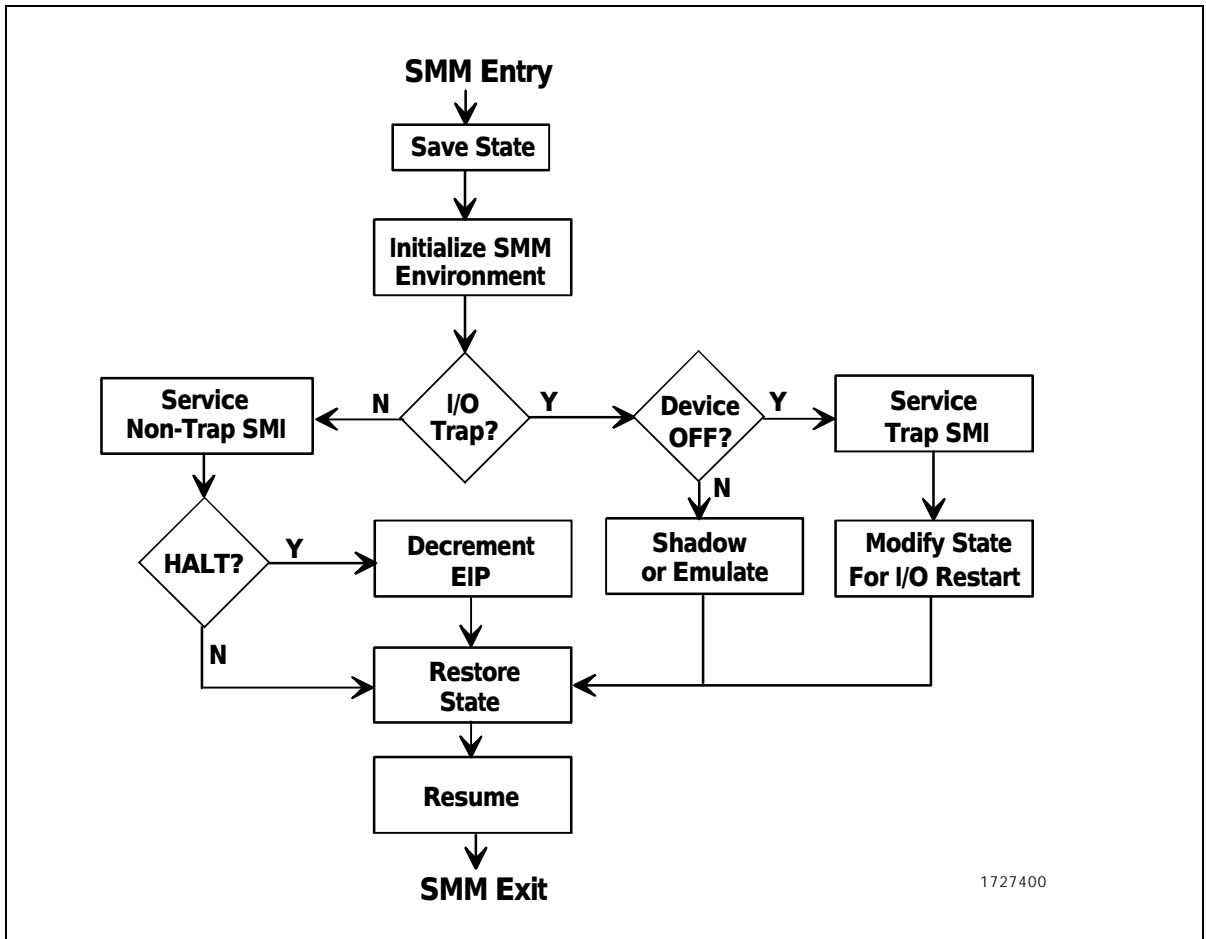 SMM Entry
Save State
Initialize SMM
Environment
I/O
Trap?
N
Y
Service
Non-Trap SMI
Device
OFF?
Y
N
Service
Trap SMI
HALT?
Y
N
Decrement
EIP
Shadow
or Emulate
Modify State
For I/O Restart
Restore
State
Resume
SMM Exit
1727400